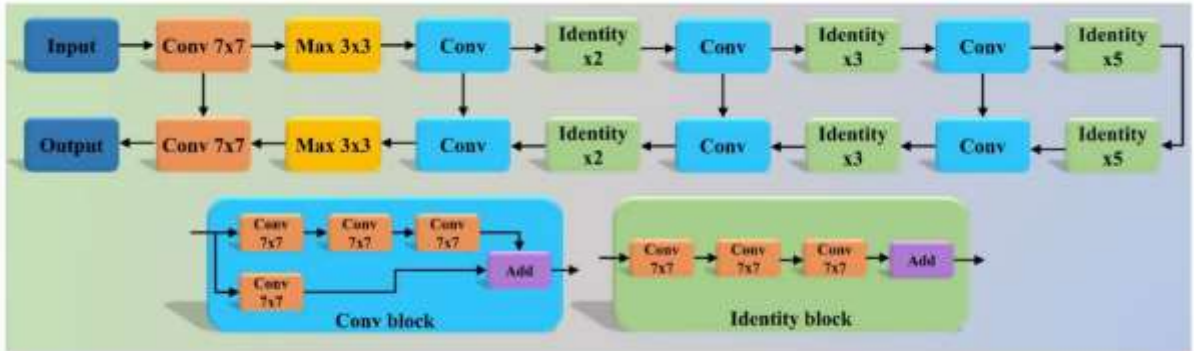 Input
Conv 7x7
Max 3x3
Conv
Identity
x2
Conv
Identity
x3
Conv
Identity
x5
Output
Conv 7x7
Max 3x3
Conv
Identity
x2
Conv
Identity
x3
Conv
Identity
x5
Conv
7x7
Conv
7x7
Conv
7x7
Add
Conv
7x7
Conv block
Conv
7x7
Conv
7x7
Conv
7x7
Add
Identity block